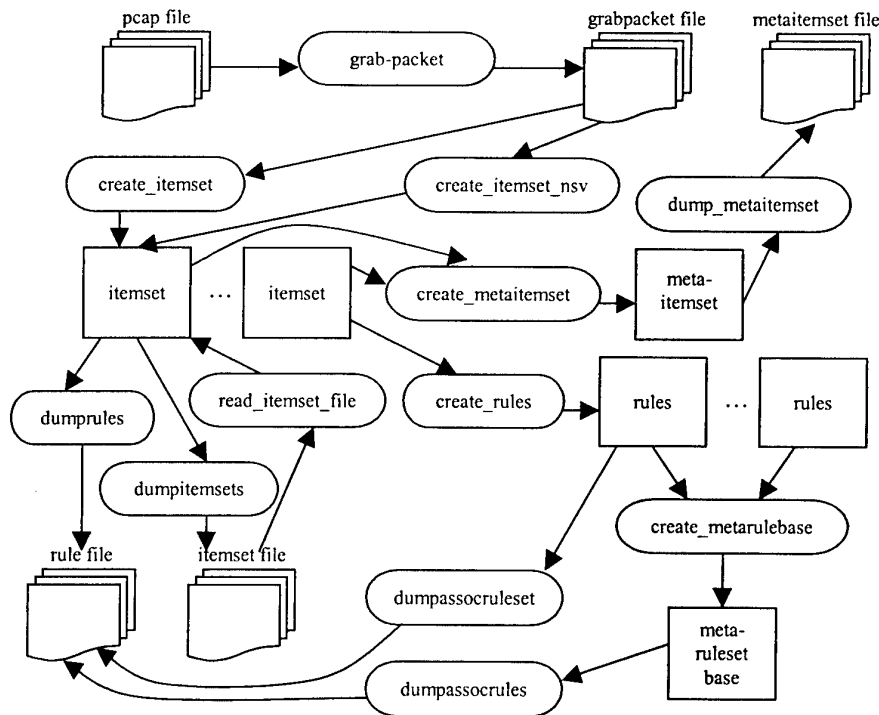 pcap file
grabpacket file
metaitemset file
grab-packet
create_itemset
create_itemset_nsv
dump_metaitemset
itemset
...
itemset
create_metaitemset
meta-
itemset
dumprules
read_itemset_file
create_rules
rules
...
rules
dumpitemsets
create_metarulebase
rule file
itemset file
dumpassocruleset
meta-
ruleset
base
dumpassocrules